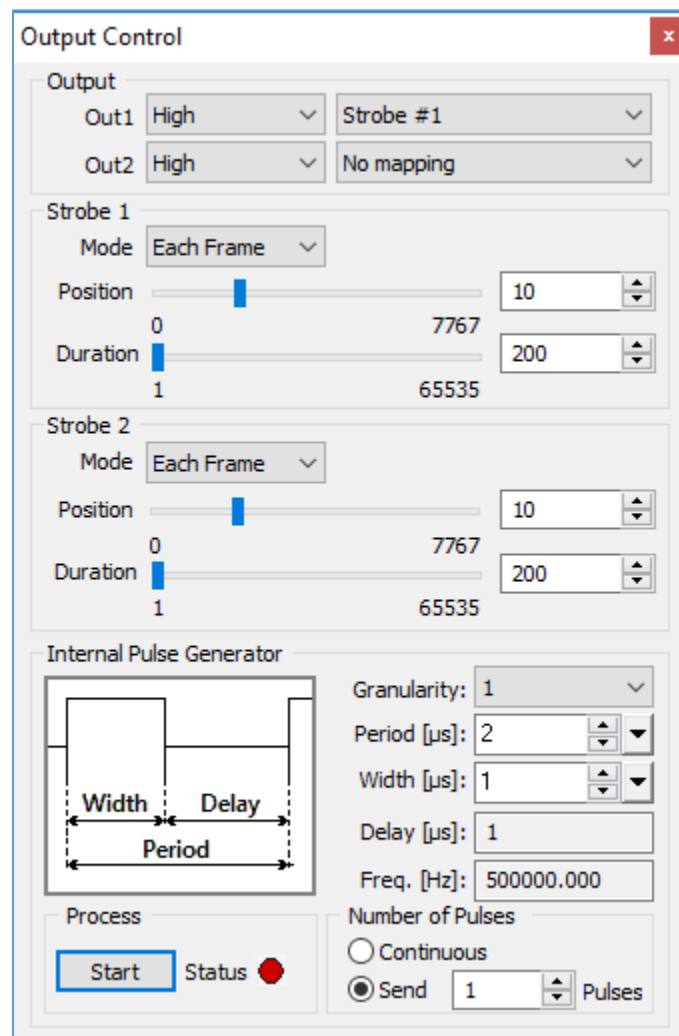 Output Control
x
Output
Out1 High Strobe #1
Out2 High No mapping
Strobe 1
Mode Each Frame
Position 10
0 7767
Duration 200
1 65535
Strobe 2
Mode Each Frame
Position 10
0 7767
Duration 200
1 65535
Internal Pulse Generator
Width Delay
Period
Granularity: 1
Period [µs]: 2
Width [µs]: 1
Delay [µs]: 1
Freq. [Hz]: 500000.000
Process
Start Status
Number of Pulses
Continuous
Send 1 Pulses